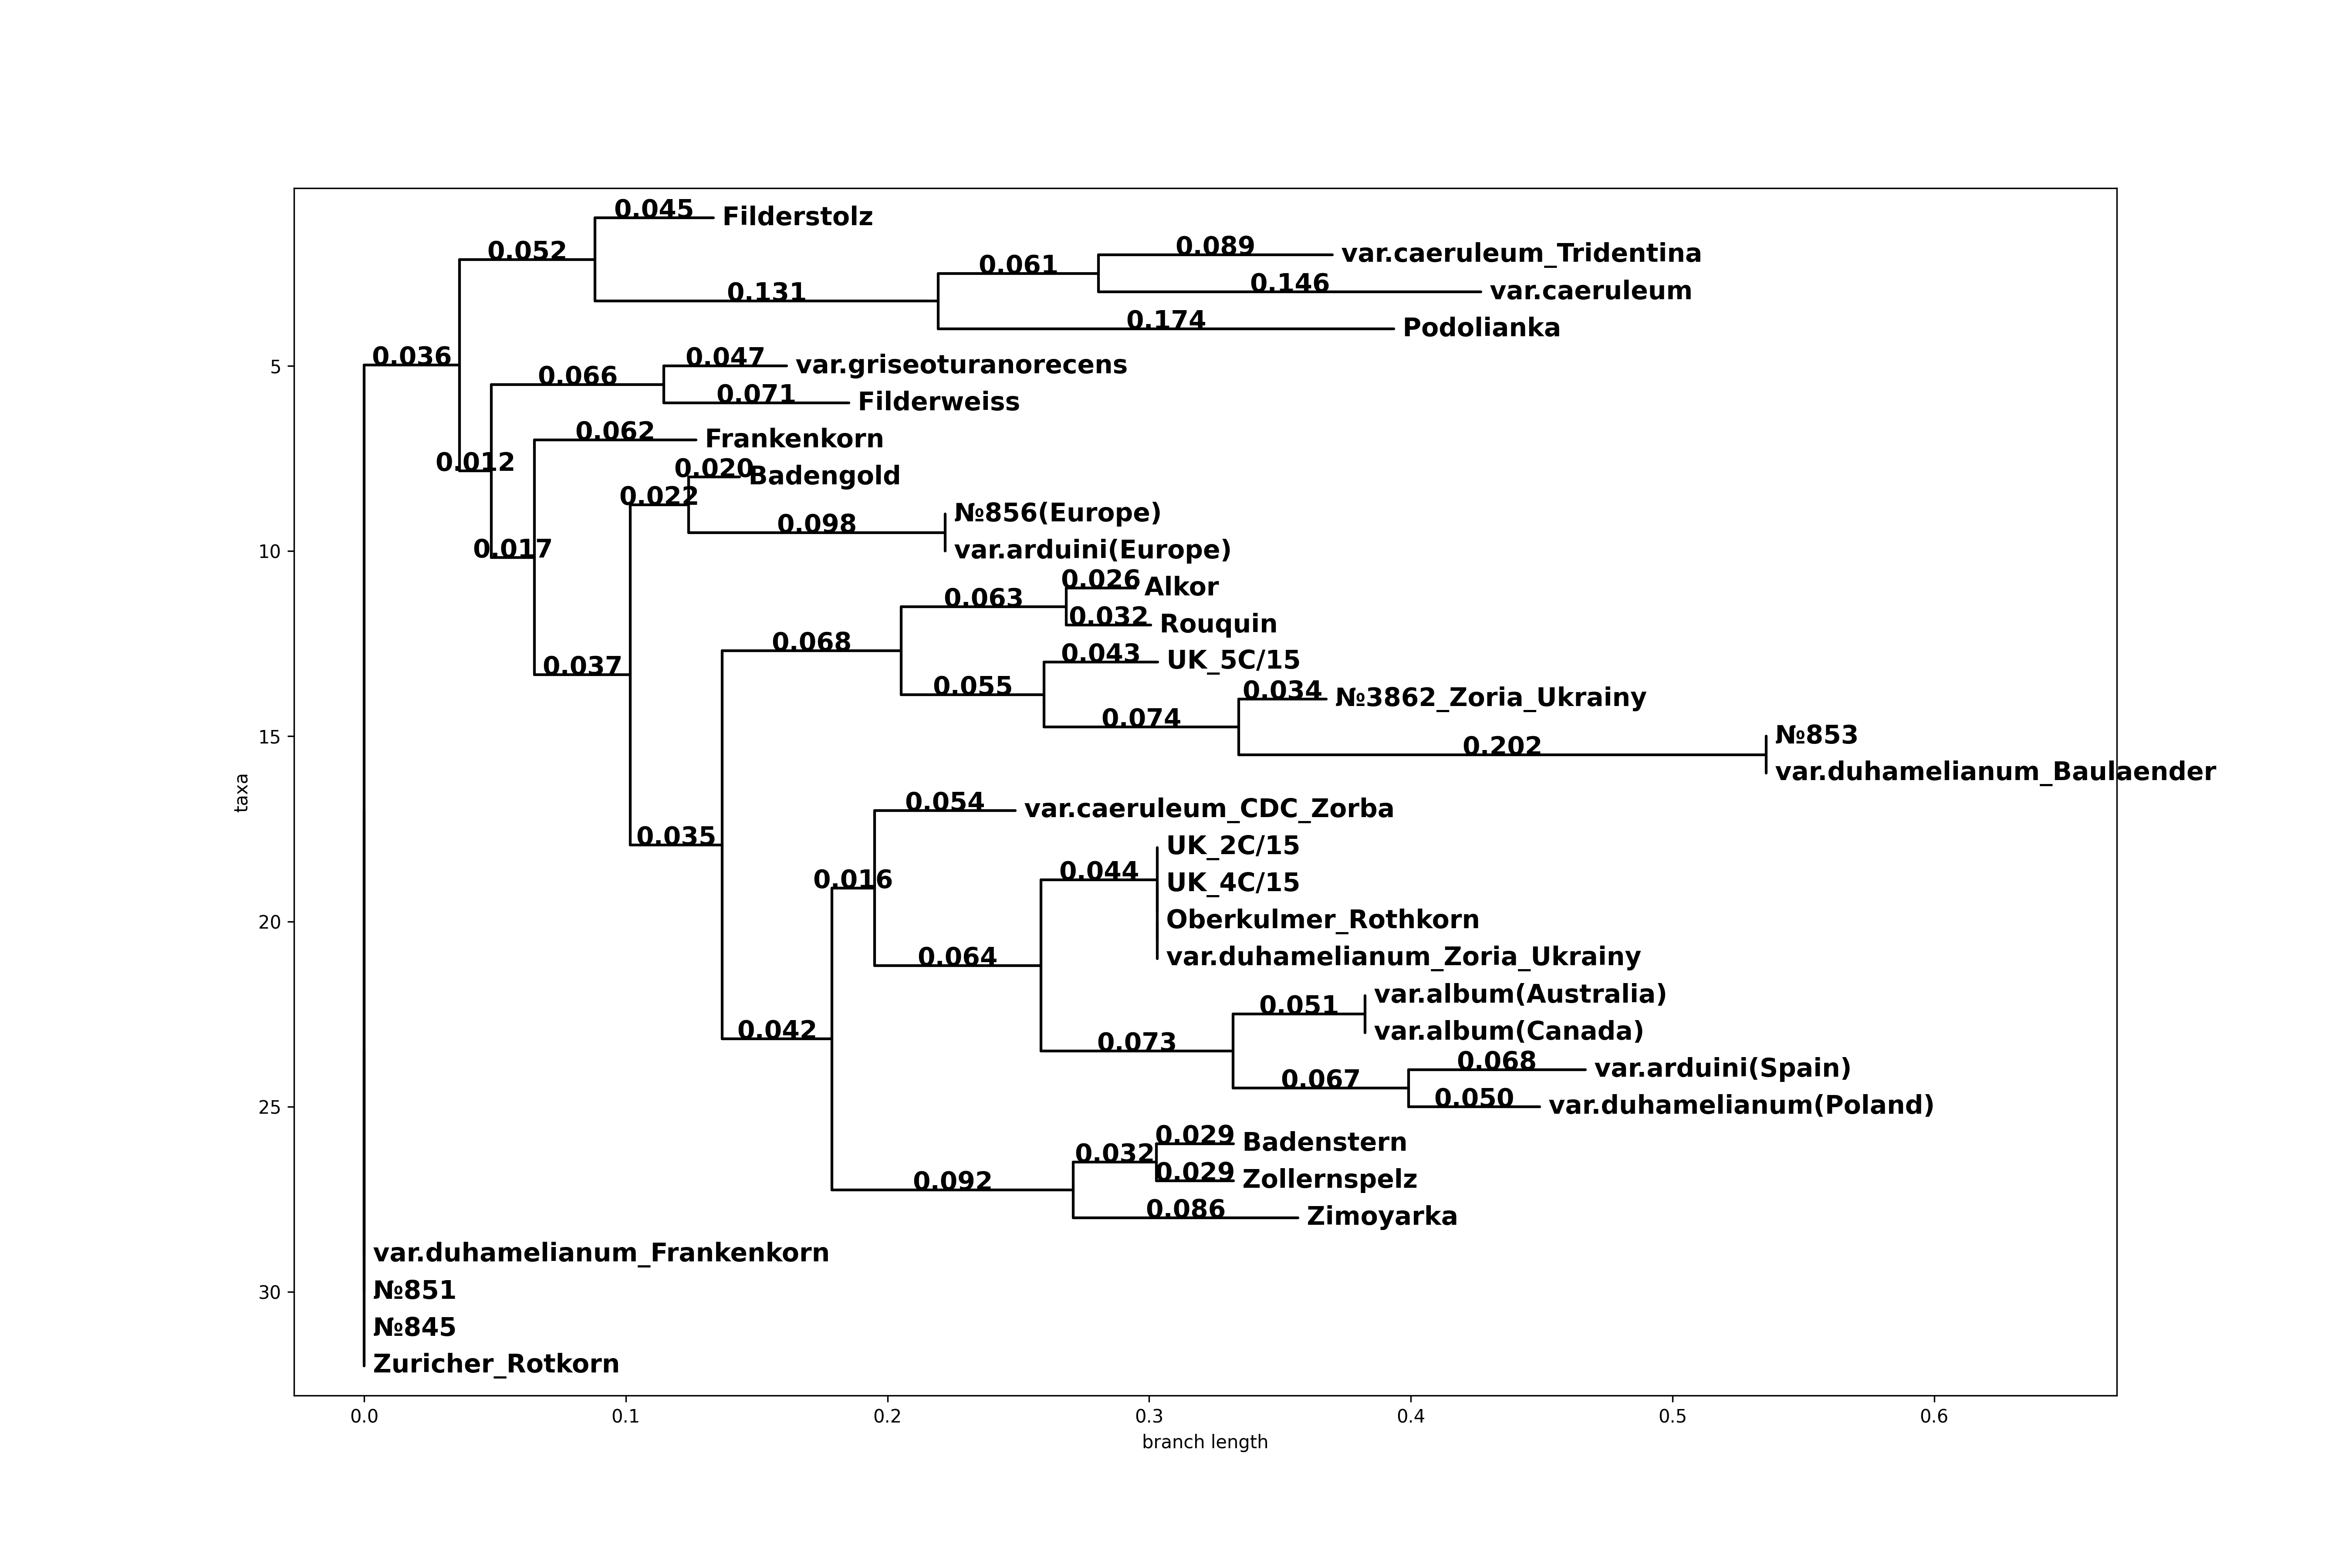 0.045 Filderstolz
0.052
0.089 var.caeruleum_Tridentina
0.061
0.146 var.caeruleum
0.131
0.174 Podolianka
0.036
5
0.047 var.griseoturanorecens
0.066
0.071 Filderweiss
0.062 Frankenkorn
0.012
0.020 Badengold
0.022
№856(Europe)
0.098
10
0.017
var.arduini(Europe)
0.026 Alkor
0.063
0.032 Rouquin
0.068
0.043 UK_5C/15
0.037
0.055
0.034 №3862_Zoria_Ukrainy
0.074
15
№853
0.202
var.duhamelianum_Baulaender
taxa
0.054 var.caeruleum_CDC_Zorba
0.035
UK_2C/15
0.016
0.044
UK_4C/15
20
Oberkulmer_Rothkorn
0.064
var.duhamelianum_Zoria_Ukrainy
var.album(Australia)
0.051
0.042
var.album(Canada)
0.073
0.068 var.arduini(Spain)
0.067
25
0.050 var.duhamelianum(Poland)
0.029 Badenstern
0.032
0.029 Zollernspelz
0.092
0.086 Zimoyarka
var.duhamelianum_Frankenkorn
30
№851
№845
Zuricher_Rotkorn
0.0 0.1 0.2 0.3 0.4 0.5 0.6
branch length